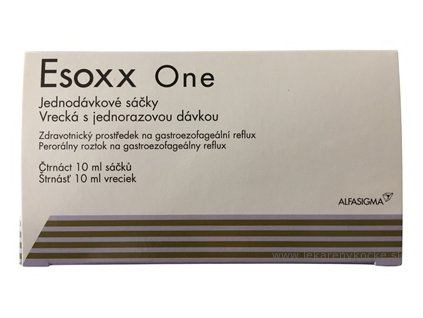 Esoxx One
Jednodávkové sáčky
Vrecká s jednorazovou dávkou
Zdravotnický prostředek na gastroezofageální reflux
Perorálny roztok na gastroezofageálny reflux
Čtrnáct 10 ml sáčků
Štrnásť 10 ml vreciek
ALFASIGMA